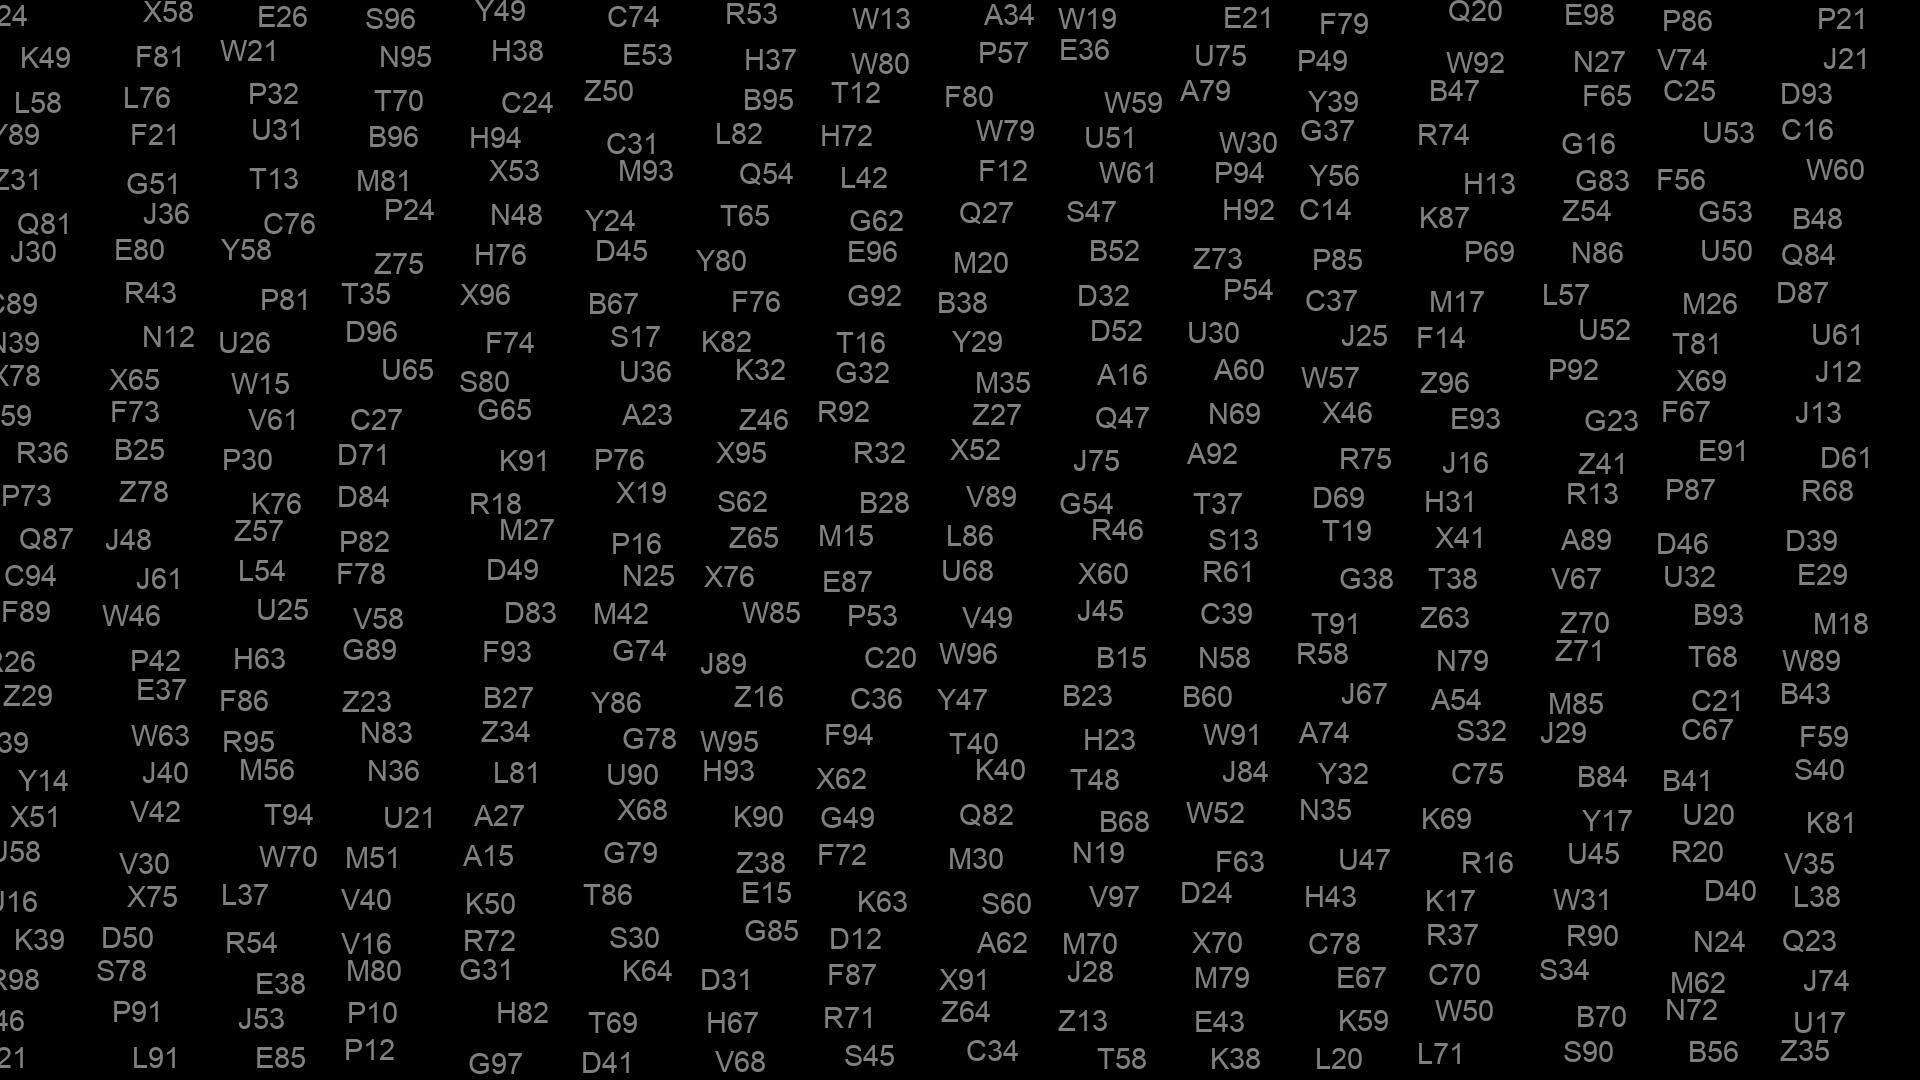 24 X58 E26 S96 Y49 C74 R53 W13 A34 W19 E21 F79 Q20 E98 P86 P21
K49 F81 W21 N95 H38 E53 H37 W80 P57 E36 U75 P49 W92 N27 V74 J21
L58 L76 P32 T70 C24 Z50 B95 T12 F80 W59 A79 Y39 B47 F65 C25 D93
Y89 F21 U31 B96 H94 C31 L82 H72 W79 U51 W30 G37 R74 G16 U53 C16
Z31 G51 T13 M81 X53 M93 Q54 L42 F12 W61 P94 Y56 H13 G83 F56 W60
Q81 J36 C76 P24 N48 Y24 T65 G62 Q27 S47 H92 C14 K87 Z54 G53 B48
J30 E80 Y58 Z75 H76 D45 Y80 E96 M20 B52 Z73 P85 P69 N86 U50 Q84
C89 R43 P81 T35 X96 B67 F76 G92 B38 D32 P54 C37 M17 L57 M26 D87
N39 N12 U26 D96 F74 S17 K82 T16 Y29 D52 U30 J25 F14 U52 T81 U61
X78 X65 W15 U65 S80 U36 K32 G32 M35 A16 A60 W57 Z96 P92 X69 J12
59 F73 V61 C27 G65 A23 Z46 R92 Z27 Q47 N69 X46 E93 G23 F67 J13
R36 B25 P30 D71 K91 P76 X95 R32 X52 J75 A92 R75 J16 Z41 E91 D61
P73 Z78 K76 D84 R18 X19 S62 B28 V89 G54 T37 D69 H31 R13 P87 R68
Q87 J48 Z57 P82 M27 P16 Z65 M15 L86 R46 S13 T19 X41 A89 D46 D39
C94 J61 L54 F78 D49 N25 X76 E87 U68 X60 R61 G38 T38 V67 U32 E29
F89 W46 U25 V58 D83 M42 W85 P53 V49 J45 C39 T91 Z63 Z70 B93 M18
R26 P42 H63 G89 F93 G74 J89 C20 W96 B15 N58 R58 N79 Z71 T68 W89
Z29 E37 F86 Z23 B27 Y86 Z16 C36 Y47 B23 B60 J67 A54 M85 C21 B43
39 W63 R95 N83 Z34 G78 W95 F94 T40 H23 W91 A74 S32 J29 C67 F59
Y14 J40 M56 N36 L81 U90 H93 X62 K40 T48 J84 Y32 C75 B84 B41 S40
X51 V42 T94 U21 A27 X68 K90 G49 Q82 B68 W52 N35 K69 Y17 U20 K81
U58 V30 W70 M51 A15 G79 Z38 F72 M30 N19 F63 U47 R16 U45 R20 V35
16 X75 L37 V40 K50 T86 E15 K63 S60 V97 D24 H43 K17 W31 D40 L38
K39 D50 R54 V16 R72 S30 G85 D12 A62 M70 X70 C78 R37 R90 N24 Q23
R98 S78 E38 M80 G31 K64 D31 F87 X91 J28 M79 E67 C70 S34 M62 J74
46 P91 J53 P10 H82 T69 H67 R71 Z64 Z13 E43 K59 W50 B70 N72 U17
21 L91 E85 P12 G97 D41 V68 S45 C34 T58 K38 L20 L71 S90 B56 Z35